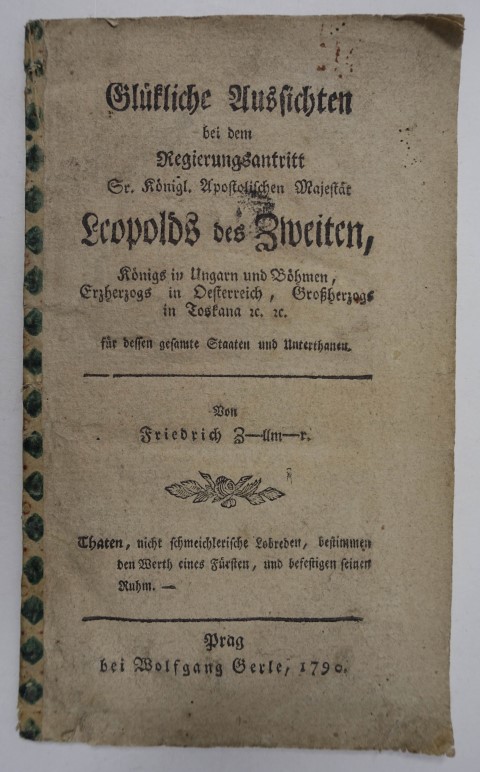 Glükliche Aussichten
bei dem
Regierungsantritt
Sr. Königl. Apostolischen Majestät
Leopolds des Zweiten,
Königs in Ungarn und Böhmen,
Erzherzogs in Oesterreich, Großherzogs
in Toskana ꝛc. ꝛc.
für dessen gesamte Staaten und Unterthanen.
Von
Friedrich Z—llm—r.
Thaten, nicht schmeichlerische Lobreden, bestimmen
den Werth eines Fürsten, und befestigen seinen
Ruhm. —
Prag
bei Wolfgang Gerle, 1790.